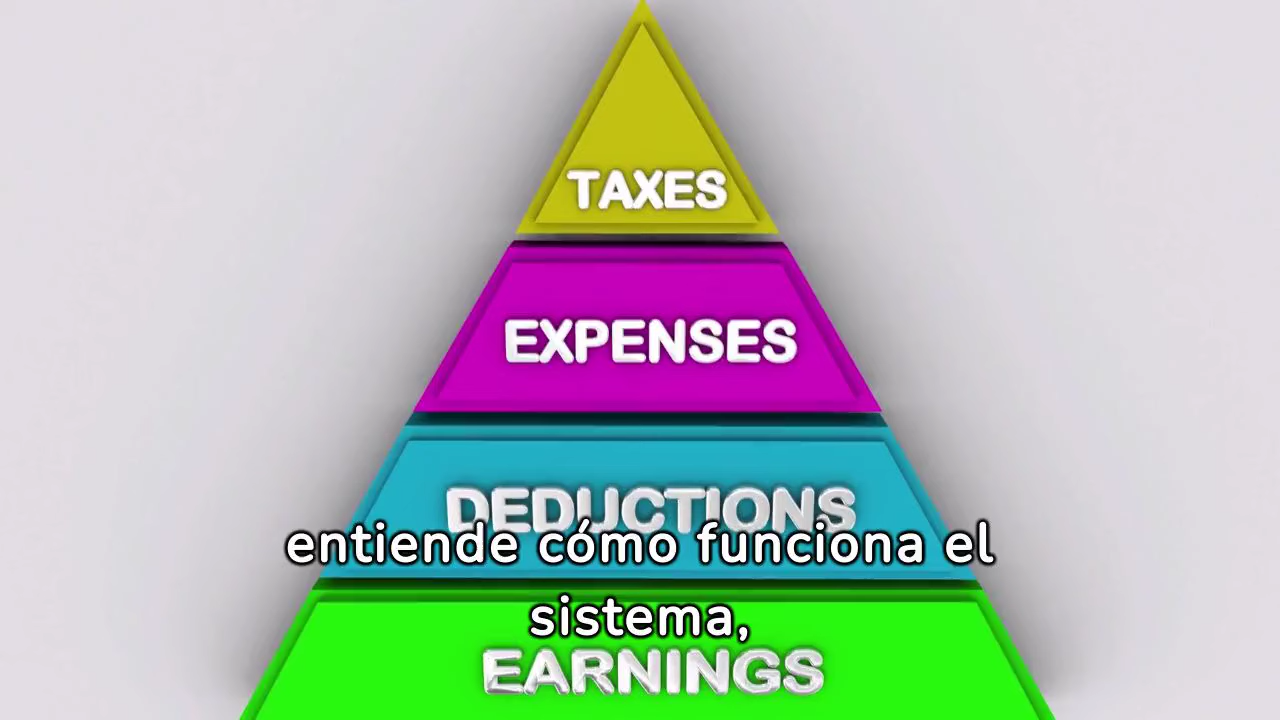 TAXES
EXPENSES
DEDUCTIONS
entiende cómo funciona el
sistema,
EARNINGS